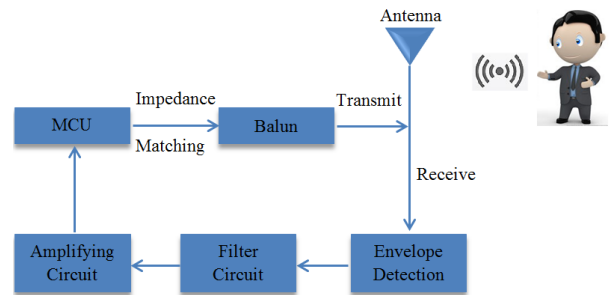 Antenna
Impedance
Transmit
MCU
Balun
Matching
Receive
Amplifying
Circuit
Filter
Circuit
Envelope
Detection